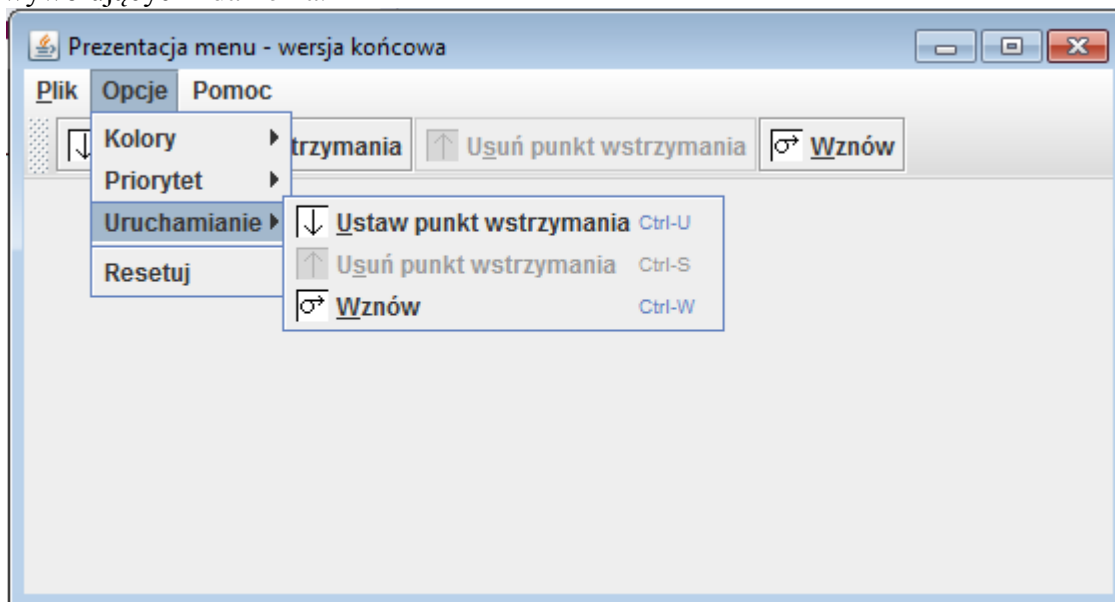 Prezentacja menu - wersja końcowa
Plik Opcje Pomoc
Kolory
trzymania Usuń punkt wstrzymania Wznów
Priorytet
Uruchamianie Ustaw punkt wstrzymania Ctrl-U
Usuń punkt wstrzymania Ctrl-S
Resetuj
Wznów Ctrl-W